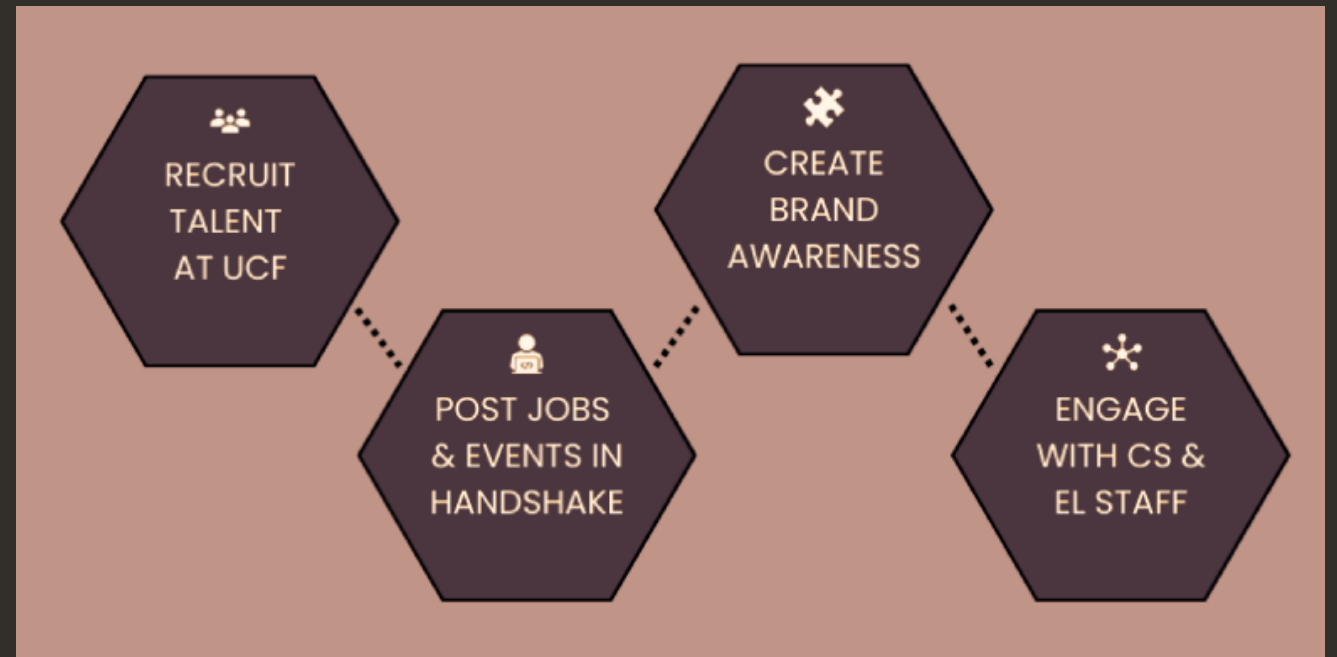 RECRUIT
TALENT
AT UCF
POST JOBS
& EVENTS IN
HANDSHAKE
CREATE
BRAND
AWARENESS
ENGAGE
WITH CS &
EL STAFF